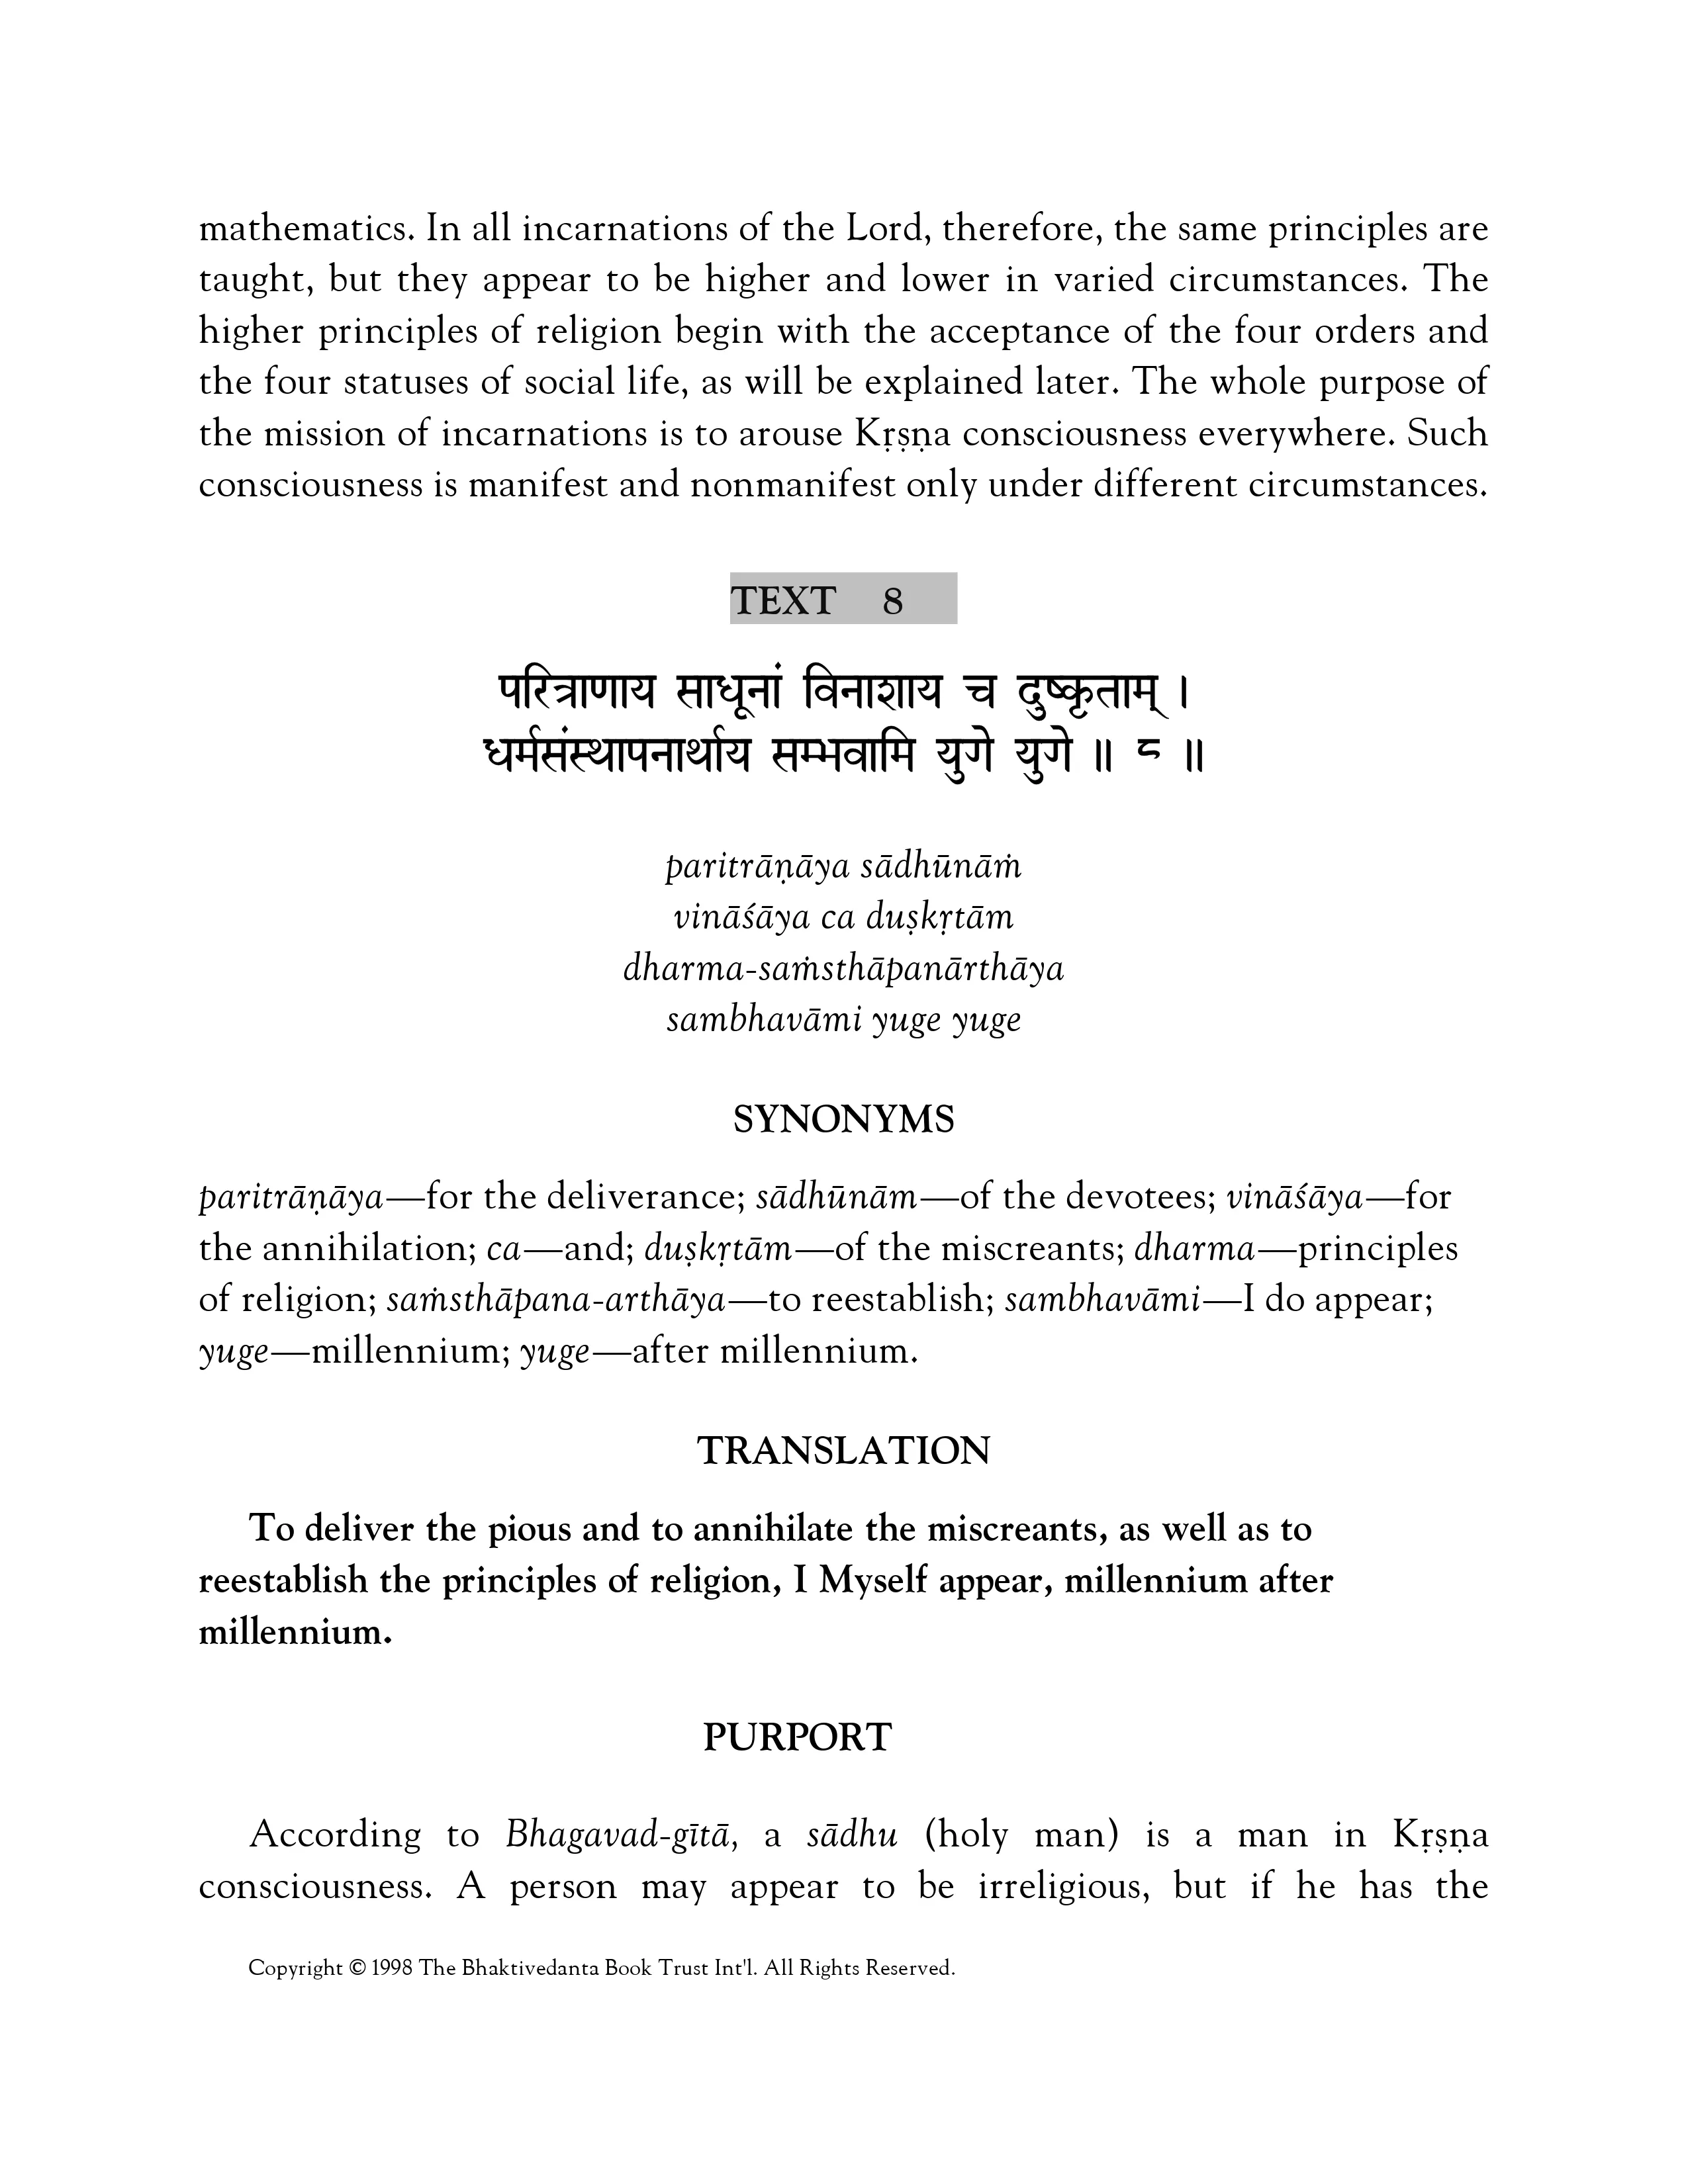 mathematics. In all incarnations of the Lord, therefore, the same principles are
taught, but they appear to be higher and lower in varied circumstances. The
higher principles of religion begin with the acceptance of the four orders and
the four statuses of social life, as will be explained later. The whole purpose of
the mission of incarnations is to arouse Kṛṣṇa consciousness everywhere. Such
consciousness is manifest and nonmanifest only under different circumstances.
TEXT 8
परित्राणाय साधूनां विनाशाय च दुष्कृताम् ।
धर्मसंस्थापनार्थाय सम्भवामि युगे युगे ॥ ८ ॥
paritrāṇāya sādhūnāṁ
vināśāya ca duṣkṛtām
dharma-saṁsthāpanārthāya
sambhavāmi yuge yuge
SYNONYMS
paritrāṇāya—for the deliverance; sādhūnām—of the devotees; vināśāya—for
the annihilation; ca—and; duṣkṛtām—of the miscreants; dharma—principles
of religion; saṁsthāpana-arthāya—to reestablish; sambhavāmi—I do appear;
yuge—millennium; yuge—after millennium.
TRANSLATION
To deliver the pious and to annihilate the miscreants, as well as to
reestablish the principles of religion, I Myself appear, millennium after
millennium.
PURPORT
According to Bhagavad-gītā, a sādhu (holy man) is a man in Kṛṣṇa
consciousness. A person may appear to be irreligious, but if he has the
Copyright © 1998 The Bhaktivedanta Book Trust Int'l. All Rights Reserved.